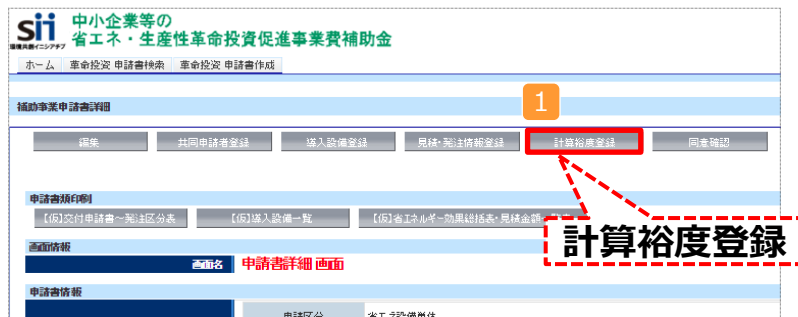 sii 中小企業等の
環境共創イニシアチブ 省エネ・生産性革命投資促進事業費補助金
ホーム 革命投資 申請書検索 革命投資 申請書作成
補助事業申請書詳細
1
編集 共同申請者登録 導入設備登録 見積・発注情報登録 計算裕度登録 同意確認
申請書類印刷
【仮】交付申請書～発注区分表 【仮】導入設備一覧 【仮】省エネルギー効果総括表・見積金額
計算裕度登録
画面情報
画面名 申請書詳細 画面
申請書情報
申請区分 省エネ設備単体